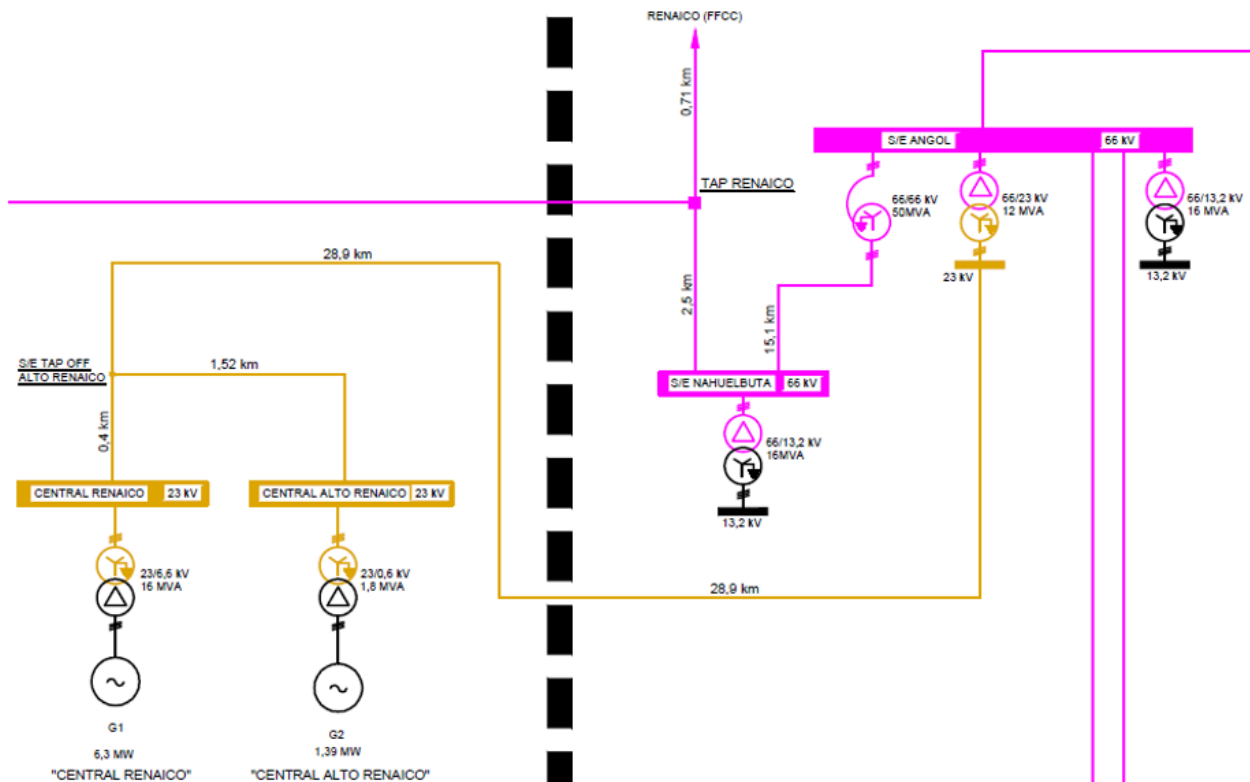 RENAICO (FFCC)
0,71 km
S/E ANGOL
66 kV
TAP RENAICO
66/66 kV
50MVA
66/23 kV
12 MVA
66/13,2 kV
16 MVA
28,9 km
23 kV
13,2 kV
2,5 km
15,1 km
S/E TAP OFF
ALTO RENAICO
1,52 km
S/E NAHUELBUTA
66 kV
0,4 km
66/13,2 kV
16MVA
CENTRAL RENAICO
23 kV
CENTRAL ALTO RENAICO
23 kV
13,2 kV
23/6,6 kV
16 MVA
23/0,6 kV
1,8 MVA
28,9 km
~
~
G1
G2
6,3 MW
1,39 MW
"CENTRAL RENAICO"
"CENTRAL ALTO RENAICO"